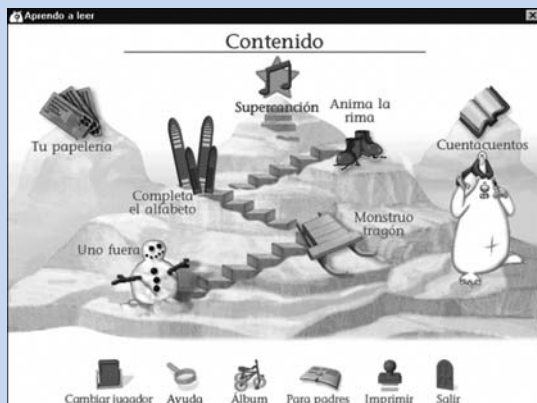 Aprendo a leer
Contenido
Supercanción
Anima la
rima
Tu papelería
Cuentacuentos
Completa
el alfabeto
Monstruo
tragón
Uno fuera
Cambiar jugador
Ayuda
Álbum
Para padres
Imprimir
Salir